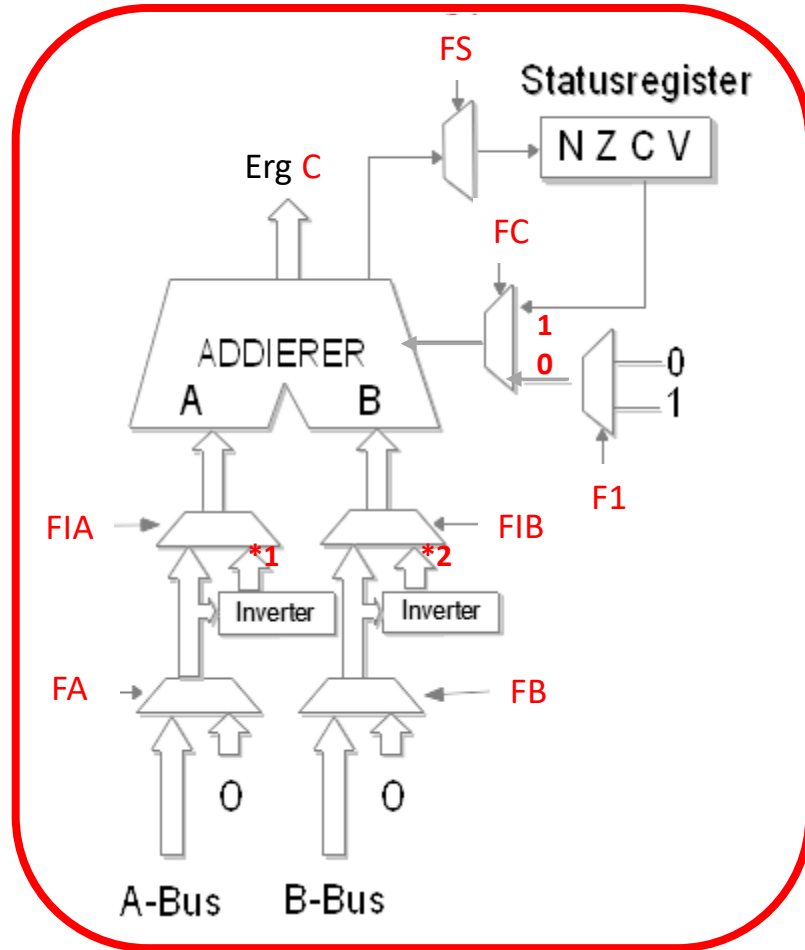 FS
Statusregister
N Z C V
Erg C
FC
1
ADDIERER
0
0
A
B
1
F1
FIA
FIB
*1
*2
Inverter
Inverter
FA
FB
0
0
A-Bus
B-Bus